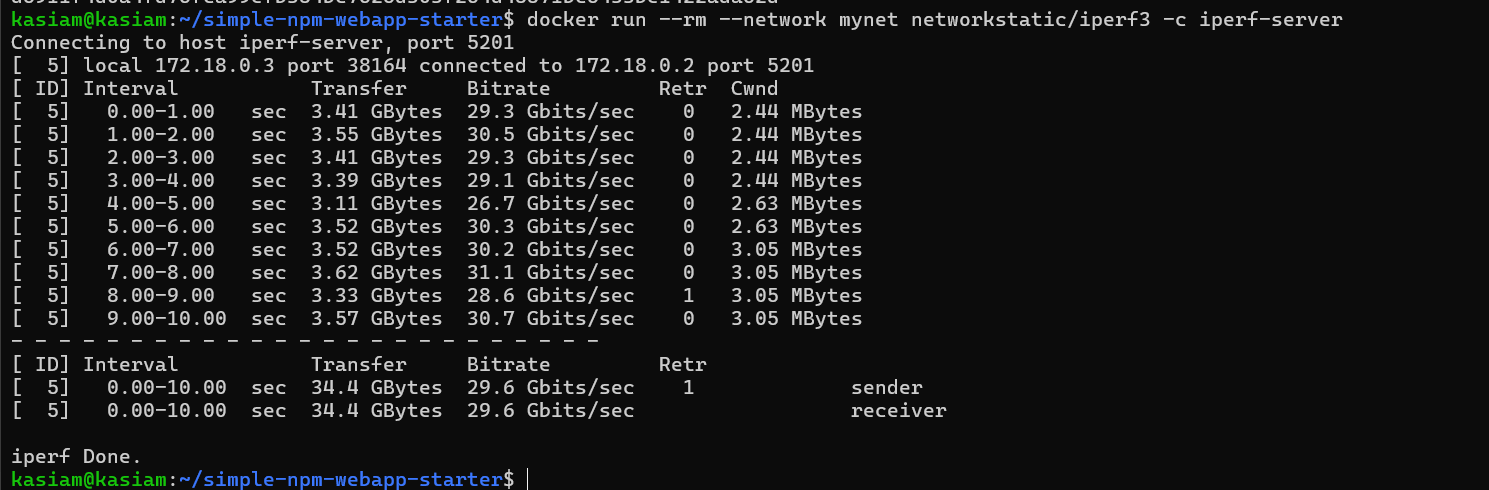 kasiam@kasiam:~/simple-npm-webapp-starter$ docker run --rm --network mynet networkstatic/iperf3 -c iperf-server
Connecting to host iperf-server, port 5201
[  5] local 172.18.0.3 port 38164 connected to 172.18.0.2 port 5201
[ ID] Interval           Transfer     Bitrate         Retr  Cwnd
[  5]   0.00-1.00   sec  3.41 GBytes  29.3 Gbits/sec    0   2.44 MBytes
[  5]   1.00-2.00   sec  3.55 GBytes  30.5 Gbits/sec    0   2.44 MBytes
[  5]   2.00-3.00   sec  3.41 GBytes  29.3 Gbits/sec    0   2.44 MBytes
[  5]   3.00-4.00   sec  3.39 GBytes  29.1 Gbits/sec    0   2.44 MBytes
[  5]   4.00-5.00   sec  3.11 GBytes  26.7 Gbits/sec    0   2.63 MBytes
[  5]   5.00-6.00   sec  3.52 GBytes  30.3 Gbits/sec    0   2.63 MBytes
[  5]   6.00-7.00   sec  3.52 GBytes  30.2 Gbits/sec    0   3.05 MBytes
[  5]   7.00-8.00   sec  3.62 GBytes  31.1 Gbits/sec    0   3.05 MBytes
[  5]   8.00-9.00   sec  3.33 GBytes  28.6 Gbits/sec    1   3.05 MBytes
[  5]   9.00-10.00  sec  3.57 GBytes  30.7 Gbits/sec    0   3.05 MBytes
- - - - - - - - - - - - - - - - - - - - - - - - -
[ ID] Interval           Transfer     Bitrate         Retr
[  5]   0.00-10.00  sec  34.4 GBytes  29.6 Gbits/sec    1             sender
[  5]   0.00-10.00  sec  34.4 GBytes  29.6 Gbits/sec                  receiver
iperf Done.
kasiam@kasiam:~/simple-npm-webapp-starter$